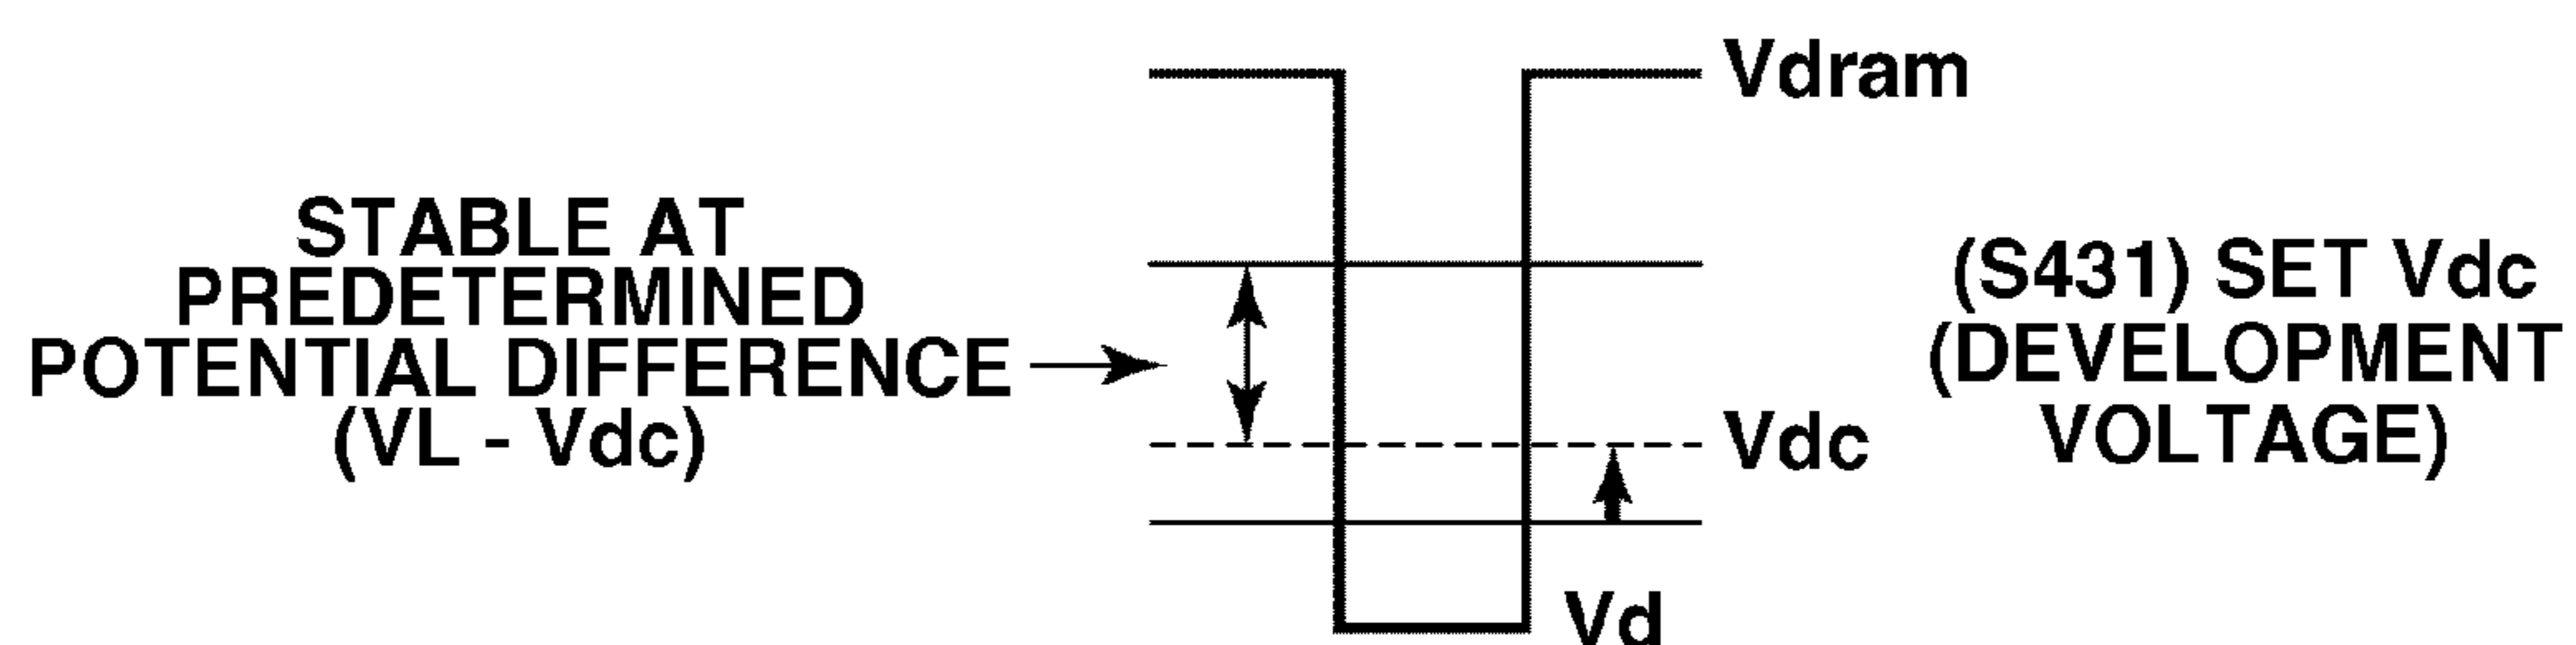 Vdram
STABLE AT
PREDETERMINED
POTENTIAL DIFFERENCE
(VL - Vdc)
(S431) SET Vdc
(DEVELOPMENT
VOLTAGE)
Vdc
Vd